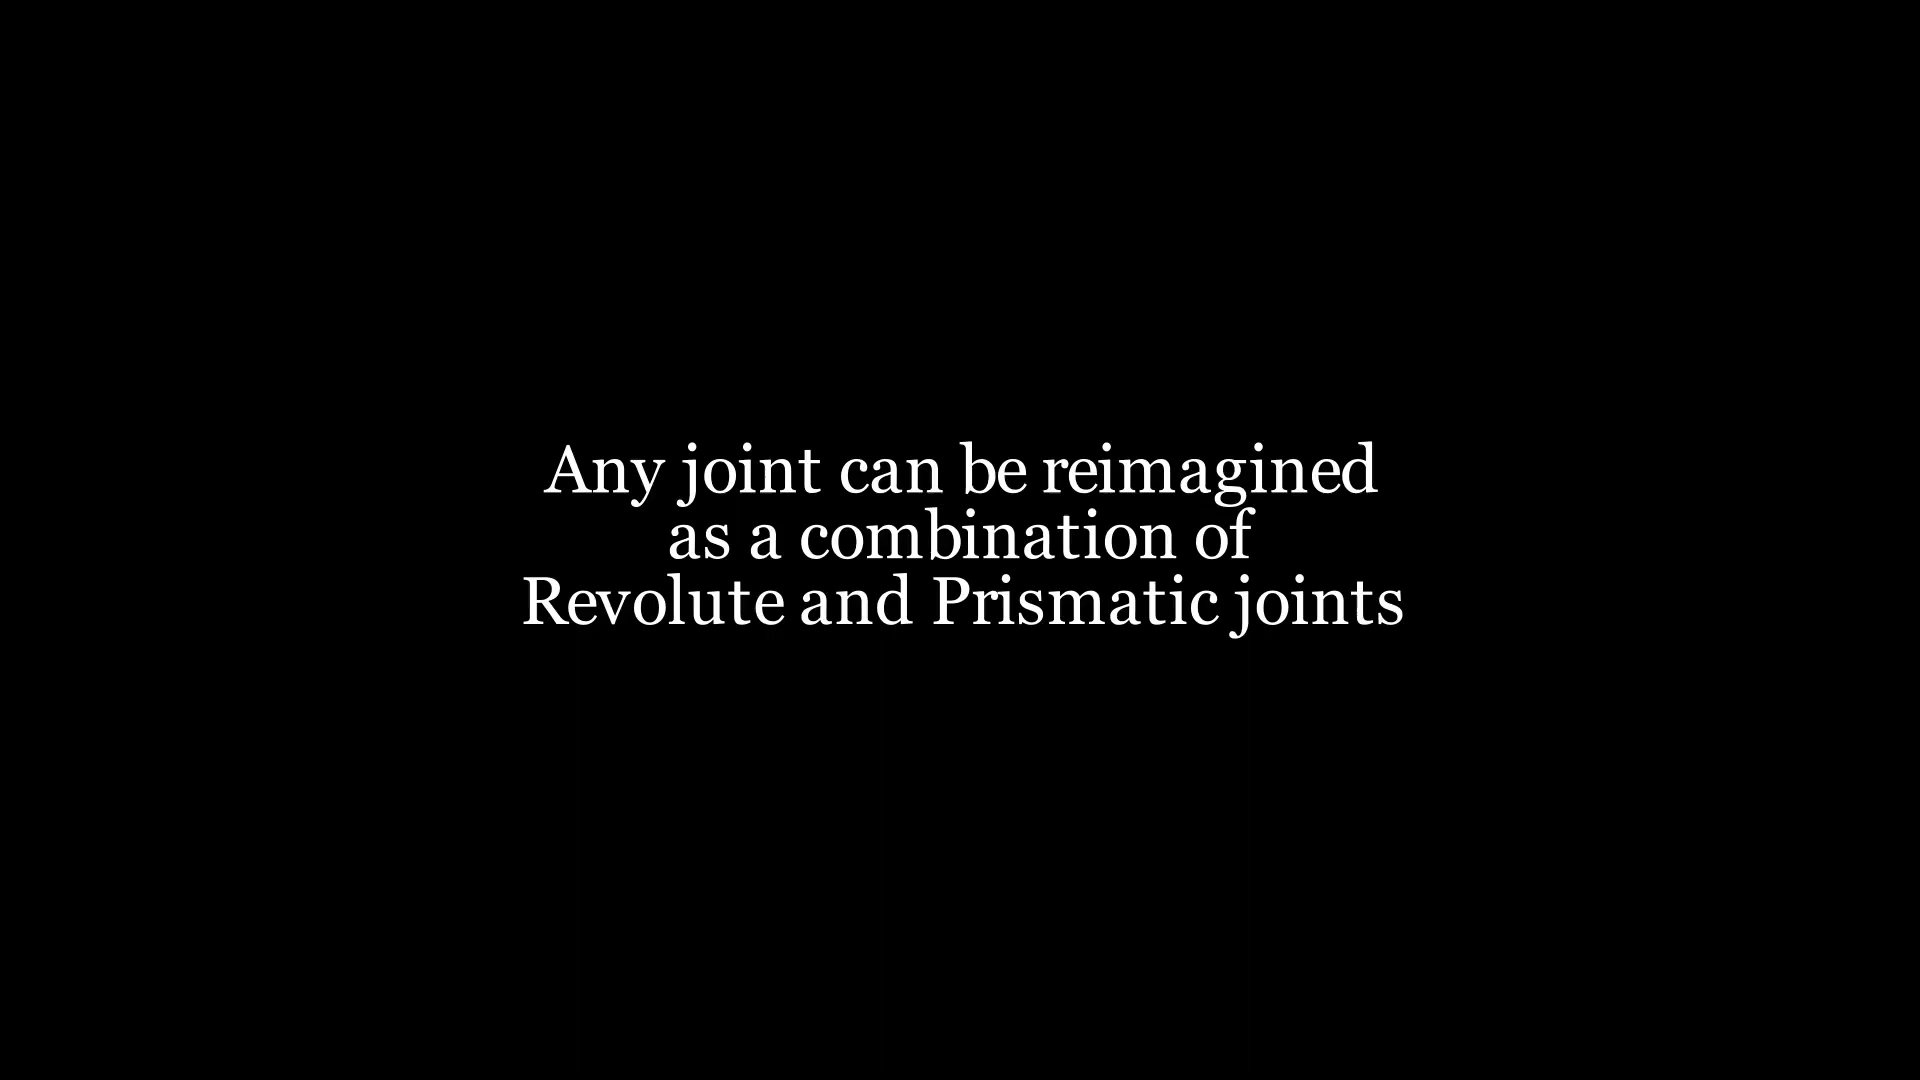 Any joint can be reimagined
as a combination of
Revolute and Prismatic joints